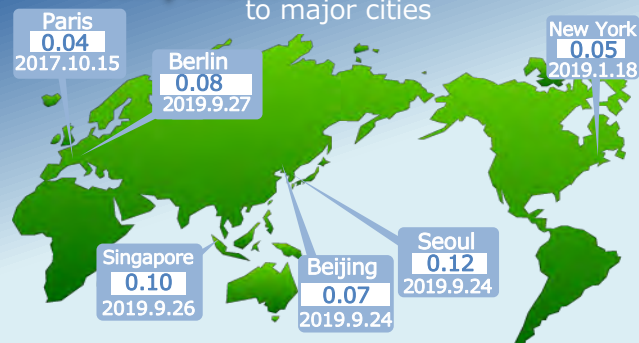 to major cities
Paris
0.04
2017.10.15
Berlin
0.08
2019.9.27
New York
0.05
2019.1.18
Singapore
0.10
2019.9.26
Beijing
0.07
2019.9.24
Seoul
0.12
2019.9.24